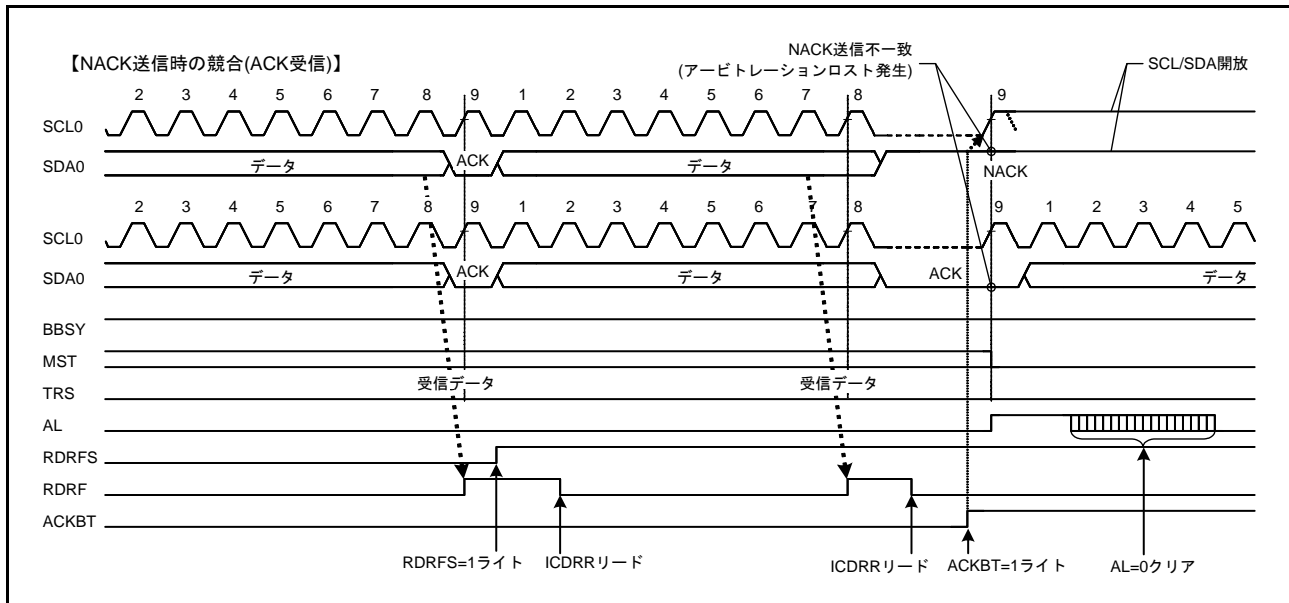 【NACK送信時の競合(ACK受信)】
NACK送信不一致
(アービトレーションロスト発生)
SCL/SDA開放
2 3 4 5 6 7 8 9 1 2 3 4 5 6 7 8 9
SCL0
SDA0
データ ACK データ NACK
2 3 4 5 6 7 8 9 1 2 3 4 5 6 7 8 9 1 2 3 4 5
SCL0
SDA0
データ ACK データ ACK データ
BBSY
MST
受信データ 受信データ
TRS
AL
RDRFS
RDRF
ACKBT
RDRFS=1ライト ICDRRリード ICDRRリード ACKBT=1ライト AL=0クリア